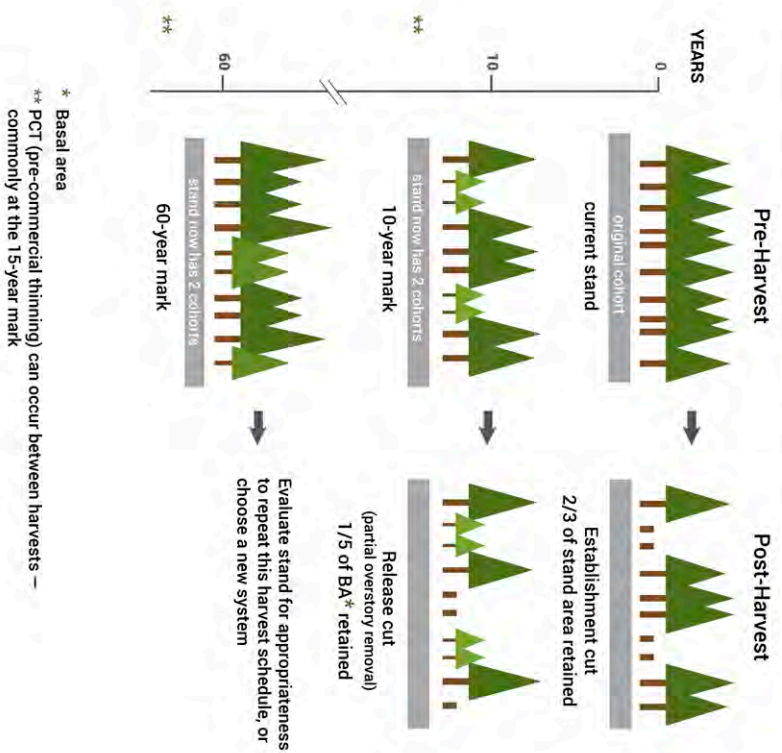 YEARS
Pre-Harvest
Post-Harvest
0
original cohort
current stand
Establishment cut
2/3 of stand area retained
10
**
stand now has 2 cohorts
10-year mark
Release cut
(partial overstory removal)
1/5 of BA* retained
60
**
stand now has 2 cohorts
60-year mark
Evaluate stand for appropriateness
to repeat this harvest schedule, or
choose a new system
* Basal area
** PCT (pre-commercial thinning) can occur between harvests –
commonly at the 15-year mark